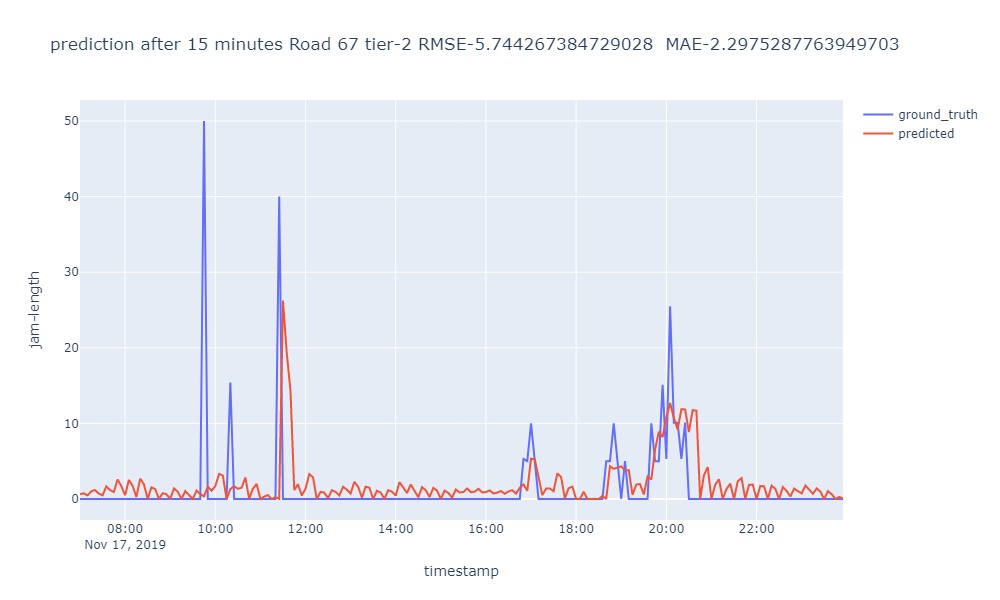 prediction after 15 minutes Road 67 tier-2 RMSE-5.744267384729028  MAE-2.2975287763949703
ground_truth
predicted
50
40
30
20
10
0
jam-length
08:00 10:00 12:00 14:00 16:00 18:00 20:00 22:00
Nov 17, 2019
timestamp